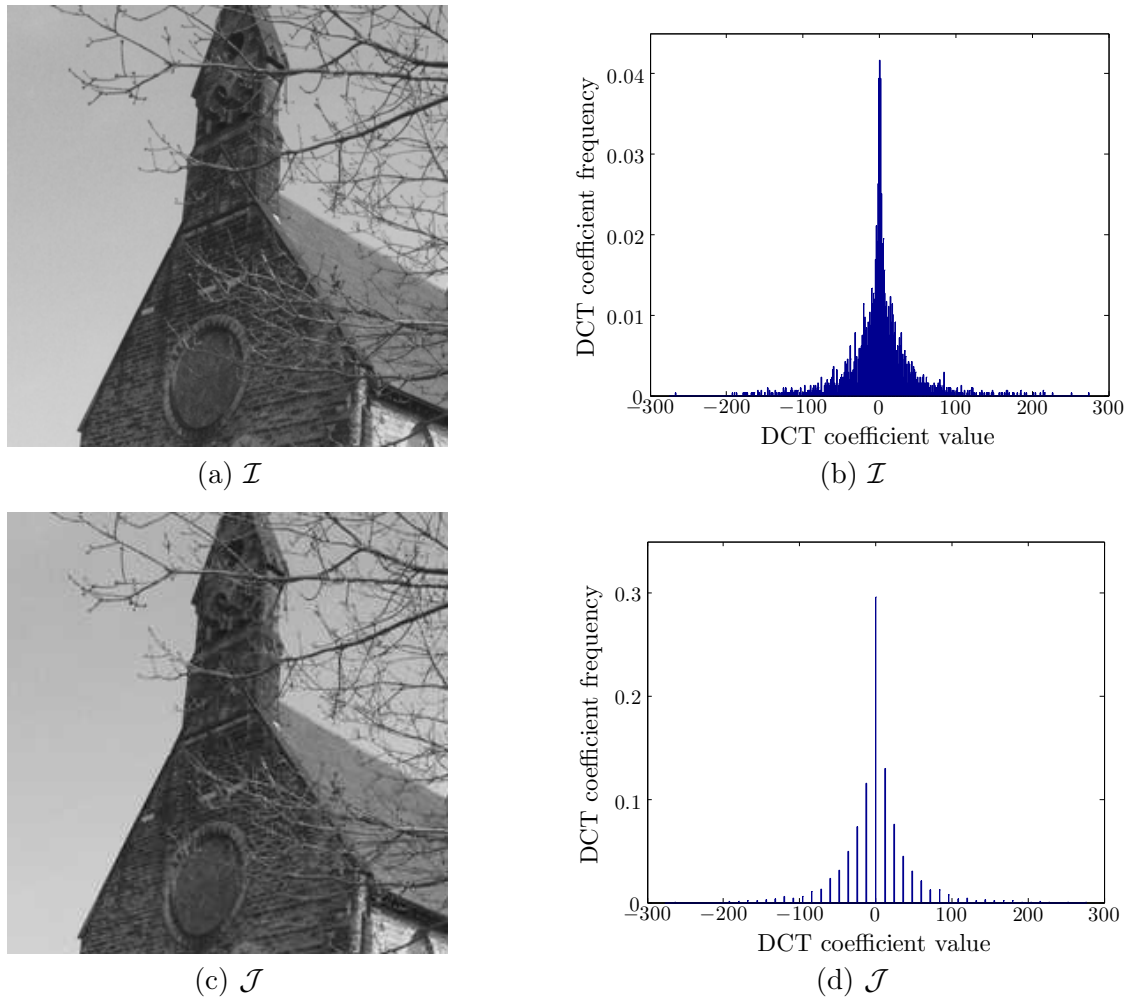 DCT coefficient frequency
0.04
0.03
0.02
0.01
0
−300 −200 −100 0 100 200 300
DCT coefficient value
(a) ℐ
(b) ℐ
DCT coefficient frequency
0.3
0.2
0.1
0
−300 −200 −100 0 100 200 300
DCT coefficient value
(c) 𝒥
(d) 𝒥